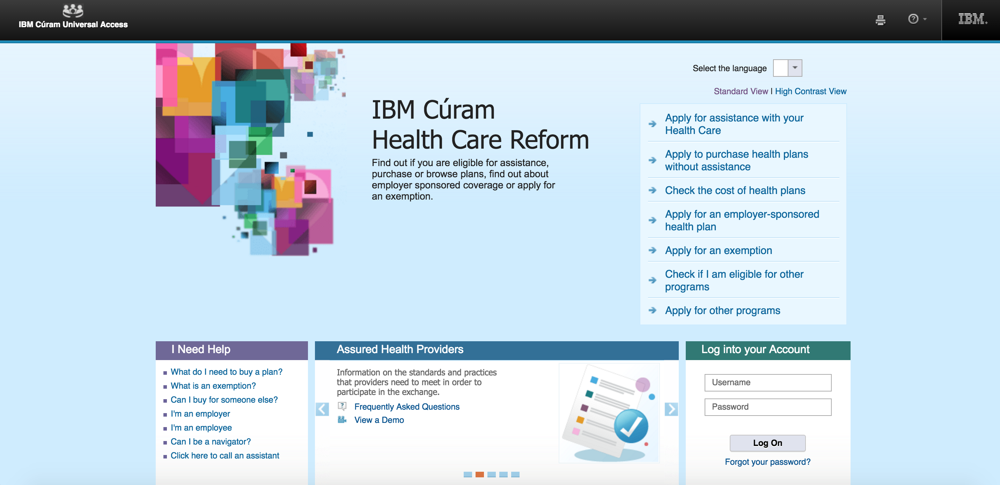 IBM Cúram Universal Access
IBM
Select the language
Standard View | High Contrast View
IBM Cúram
Health Care Reform
Find out if you are eligible for assistance,
purchase or browse plans, find out about
employer sponsored coverage or apply for
an exemption.
Apply for assistance with your
Health Care
Apply to purchase health plans
without assistance
Check the cost of health plans
Apply for an employer-sponsored
health plan
Apply for an exemption
Check if I am eligible for other
programs
Apply for other programs
I Need Help
What do I need to buy a plan?
What is an exemption?
Can I buy for someone else?
I'm an employer
I'm an employee
Can I be a navigator?
Click here to call an assistant
Assured Health Providers
Information on the standards and practices
that providers need to meet in order to
participate in the exchange.
Frequently Asked Questions
View a Demo
Log into your Account
Username
Password
Log On
Forgot your password?